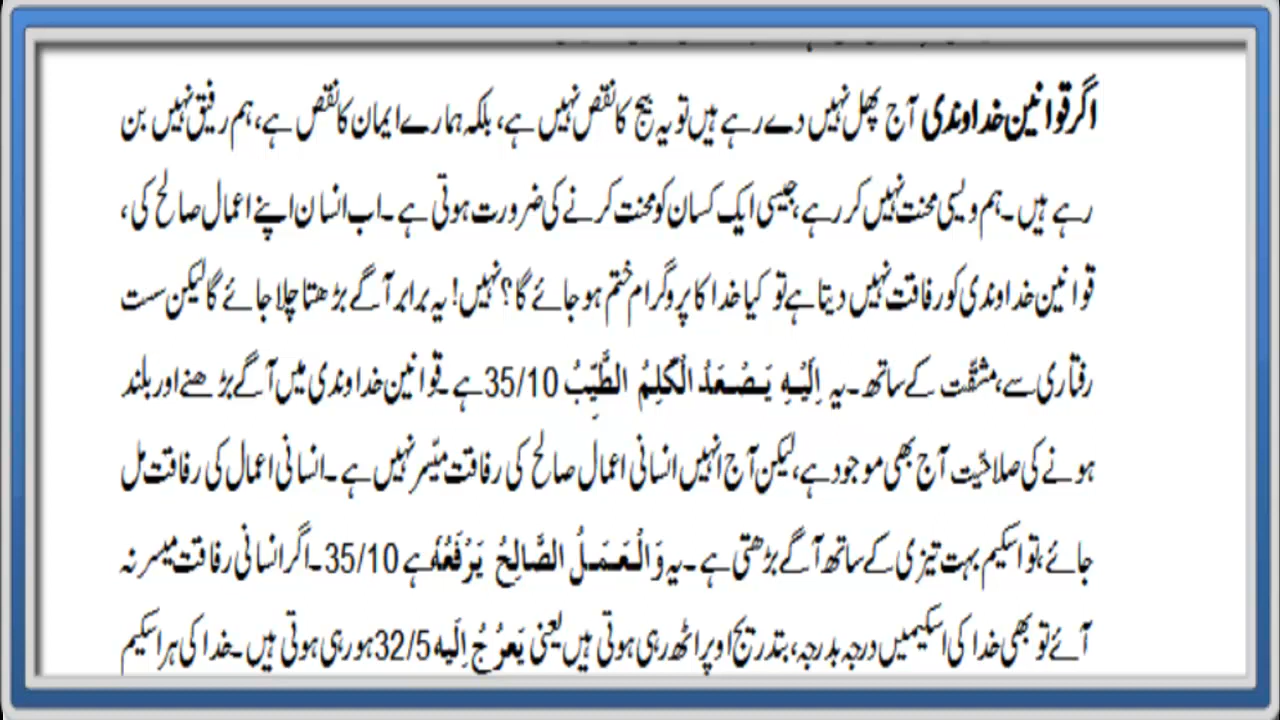 اگر قوانین خداوندی آج پھل نہیں دے رہے ہیں تو یہ بیج کا نقص نہیں ہے، بلکہ ہمارے ایمان کا نقص ہے، ہم رفیق نہیں بن
رہے ہیں۔ ہم ویسی محنت نہیں کر رہے، جیسی ایک کسان کو محنت کرنے کی ضرورت ہوتی ہے۔ اب انسان اپنے اعمال صالح کی،
قوانین خداوندی کو رفاقت نہیں دیتا ہے تو کیا خدا کا پروگرام ختم ہو جائے گا؟ نہیں! یہ برابر آگے بڑھتا چلا جائے گا لیکن سست
رفتاری سے، مشقّت کے ساتھ۔ یہ اِلَیْہِ یَصْعَدُ الْکَلِمُ الطَّیِّبُ 35/10 ہے۔ قوانین خداوندی میں آگے بڑھنے اور بلند
ہونے کی صلاحیّت آج بھی موجود ہے، لیکن آج انہیں انسانی اعمال صالح کی رفاقت میسّر نہیں ہے۔ انسانی اعمال کی رفاقت مل
جائے، تو اسکیم بہت تیزی کے ساتھ آگے بڑھتی ہے۔ یہ وَالْعَمَلُ الصَّالِحُ یَرْفَعُہٗ ہے 35/10۔ اگر انسانی رفاقت میسر نہ
آئے تو بھی خدا کی اسکیمیں درجہ بدرجہ، بتدریج اوپر اٹھ رہی ہوتی ہیں یعنی یَعرُجُ اِلَیہ 32/5 ہو رہی ہوتی ہیں۔ خدا کی ہر اسکیم